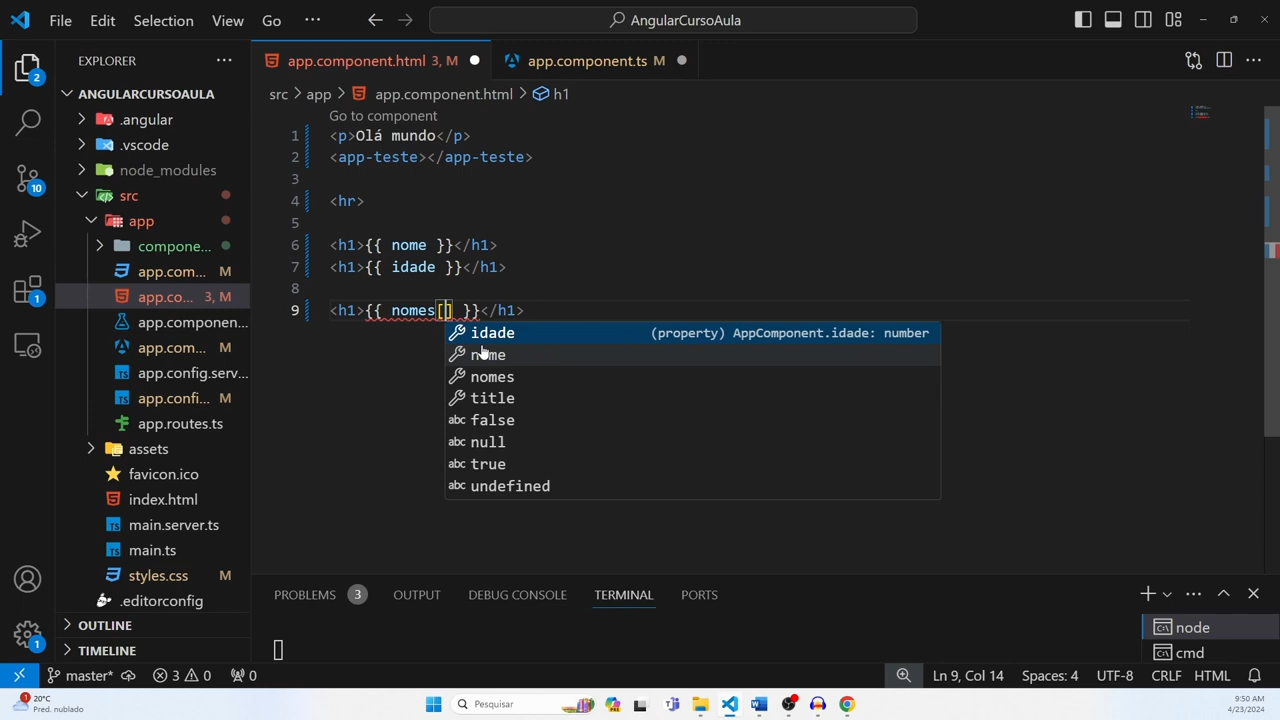 File Edit Selection View Go ··· AngularCursoAula
EXPLORER ···
ANGULARCURSOAULA
.angular
.vscode
node_modules
src
app
compone...
app.com... M
app.co... 3, M
app.componen...
app.com... M
app.config.serv...
app.confi... M
app.routes.ts
assets
favicon.ico
index.html
main.server.ts
main.ts
styles.css M
.editorconfig
OUTLINE
TIMELINE
2
10
1
1
app.component.html 3, M
app.component.ts M
src > app > app.component.html > h1
Go to component
1 <p>Olá mundo</p>
2 <app-teste></app-teste>
3
4 <hr>
5
6 <h1>{{ nome }}</h1>
7 <h1>{{ idade }}</h1>
8
9 <h1>{{ nomes[] }}</h1>
idade (property) AppComponent.idade: number
nome
nomes
title
abc false
abc null
abc true
abc undefined
PROBLEMS 3 OUTPUT DEBUG CONSOLE TERMINAL PORTS
node
cmd
master* 3 0 0 Ln 9, Col 14 Spaces: 4 UTF-8 CRLF HTML
1 20°C
Pred. nublado
Pesquisar
9:50 AM
4/23/2024